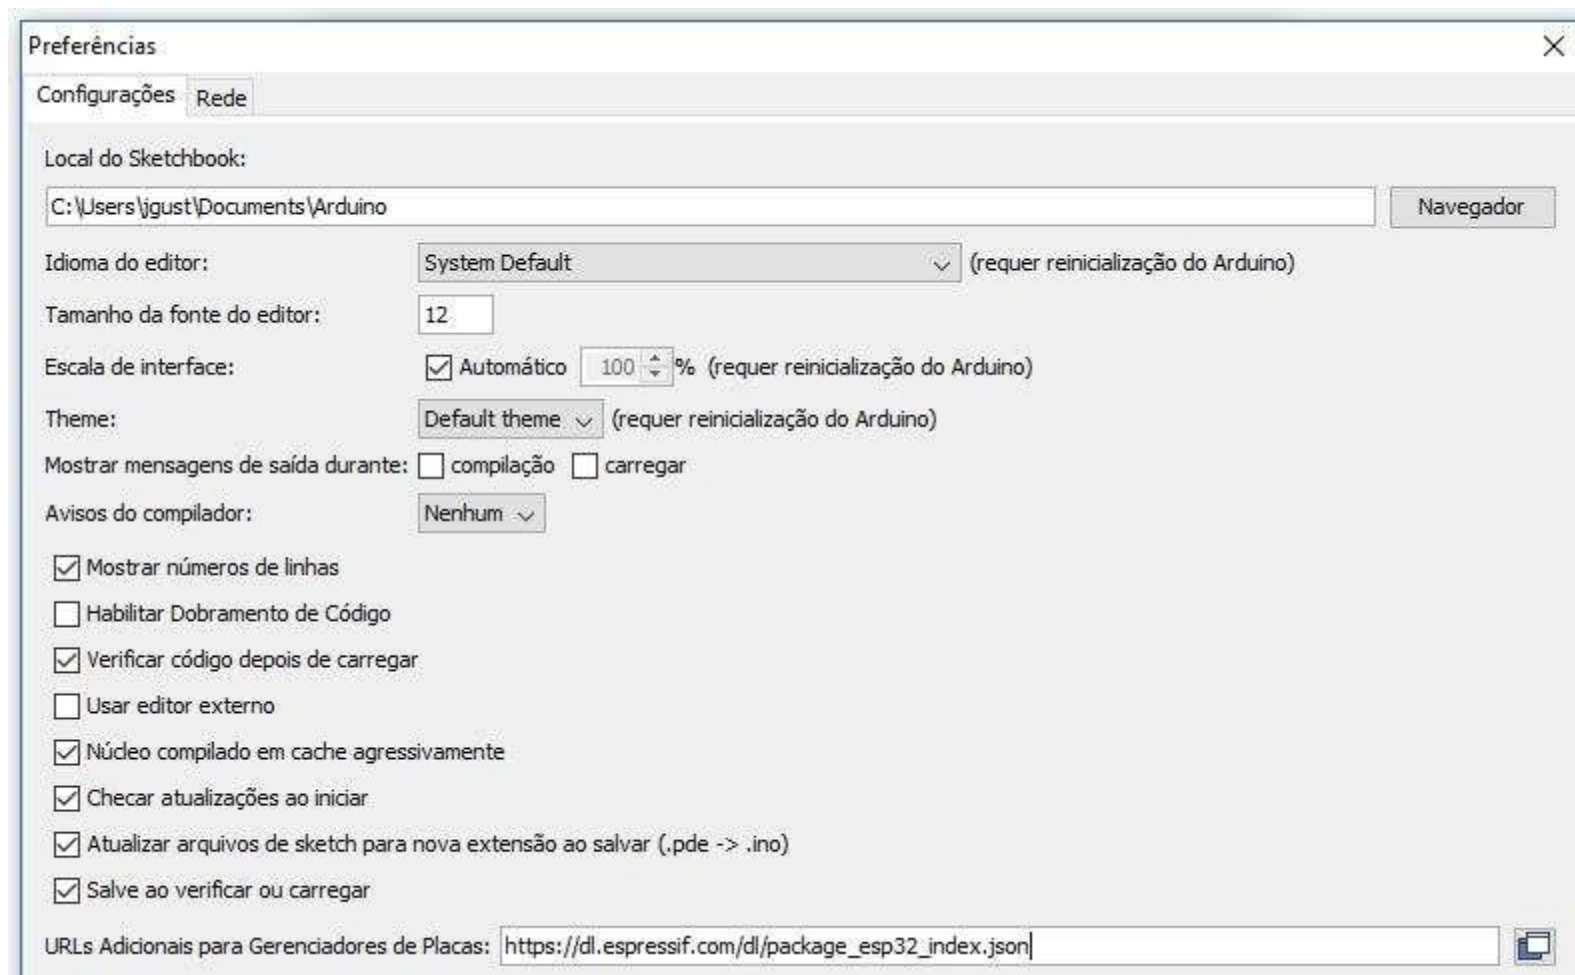 Preferências
Configurações Rede
Local do Sketchbook:
C:\Users\jgust\Documents\Arduino Navegador
Idioma do editor: System Default (requer reinicialização do Arduino)
Tamanho da fonte do editor: 12
Escala de interface: Automático 100 % (requer reinicialização do Arduino)
Theme: Default theme (requer reinicialização do Arduino)
Mostrar mensagens de saída durante: compilação carregar
Avisos do compilador: Nenhum
Mostrar números de linhas
Habilitar Dobramento de Código
Verificar código depois de carregar
Usar editor externo
Núcleo compilado em cache agressivamente
Checar atualizações ao iniciar
Atualizar arquivos de sketch para nova extensão ao salvar (.pde -> .ino)
Salve ao verificar ou carregar
URLs Adicionais para Gerenciadores de Placas: https://dl.espressif.com/dl/package_esp32_index.json